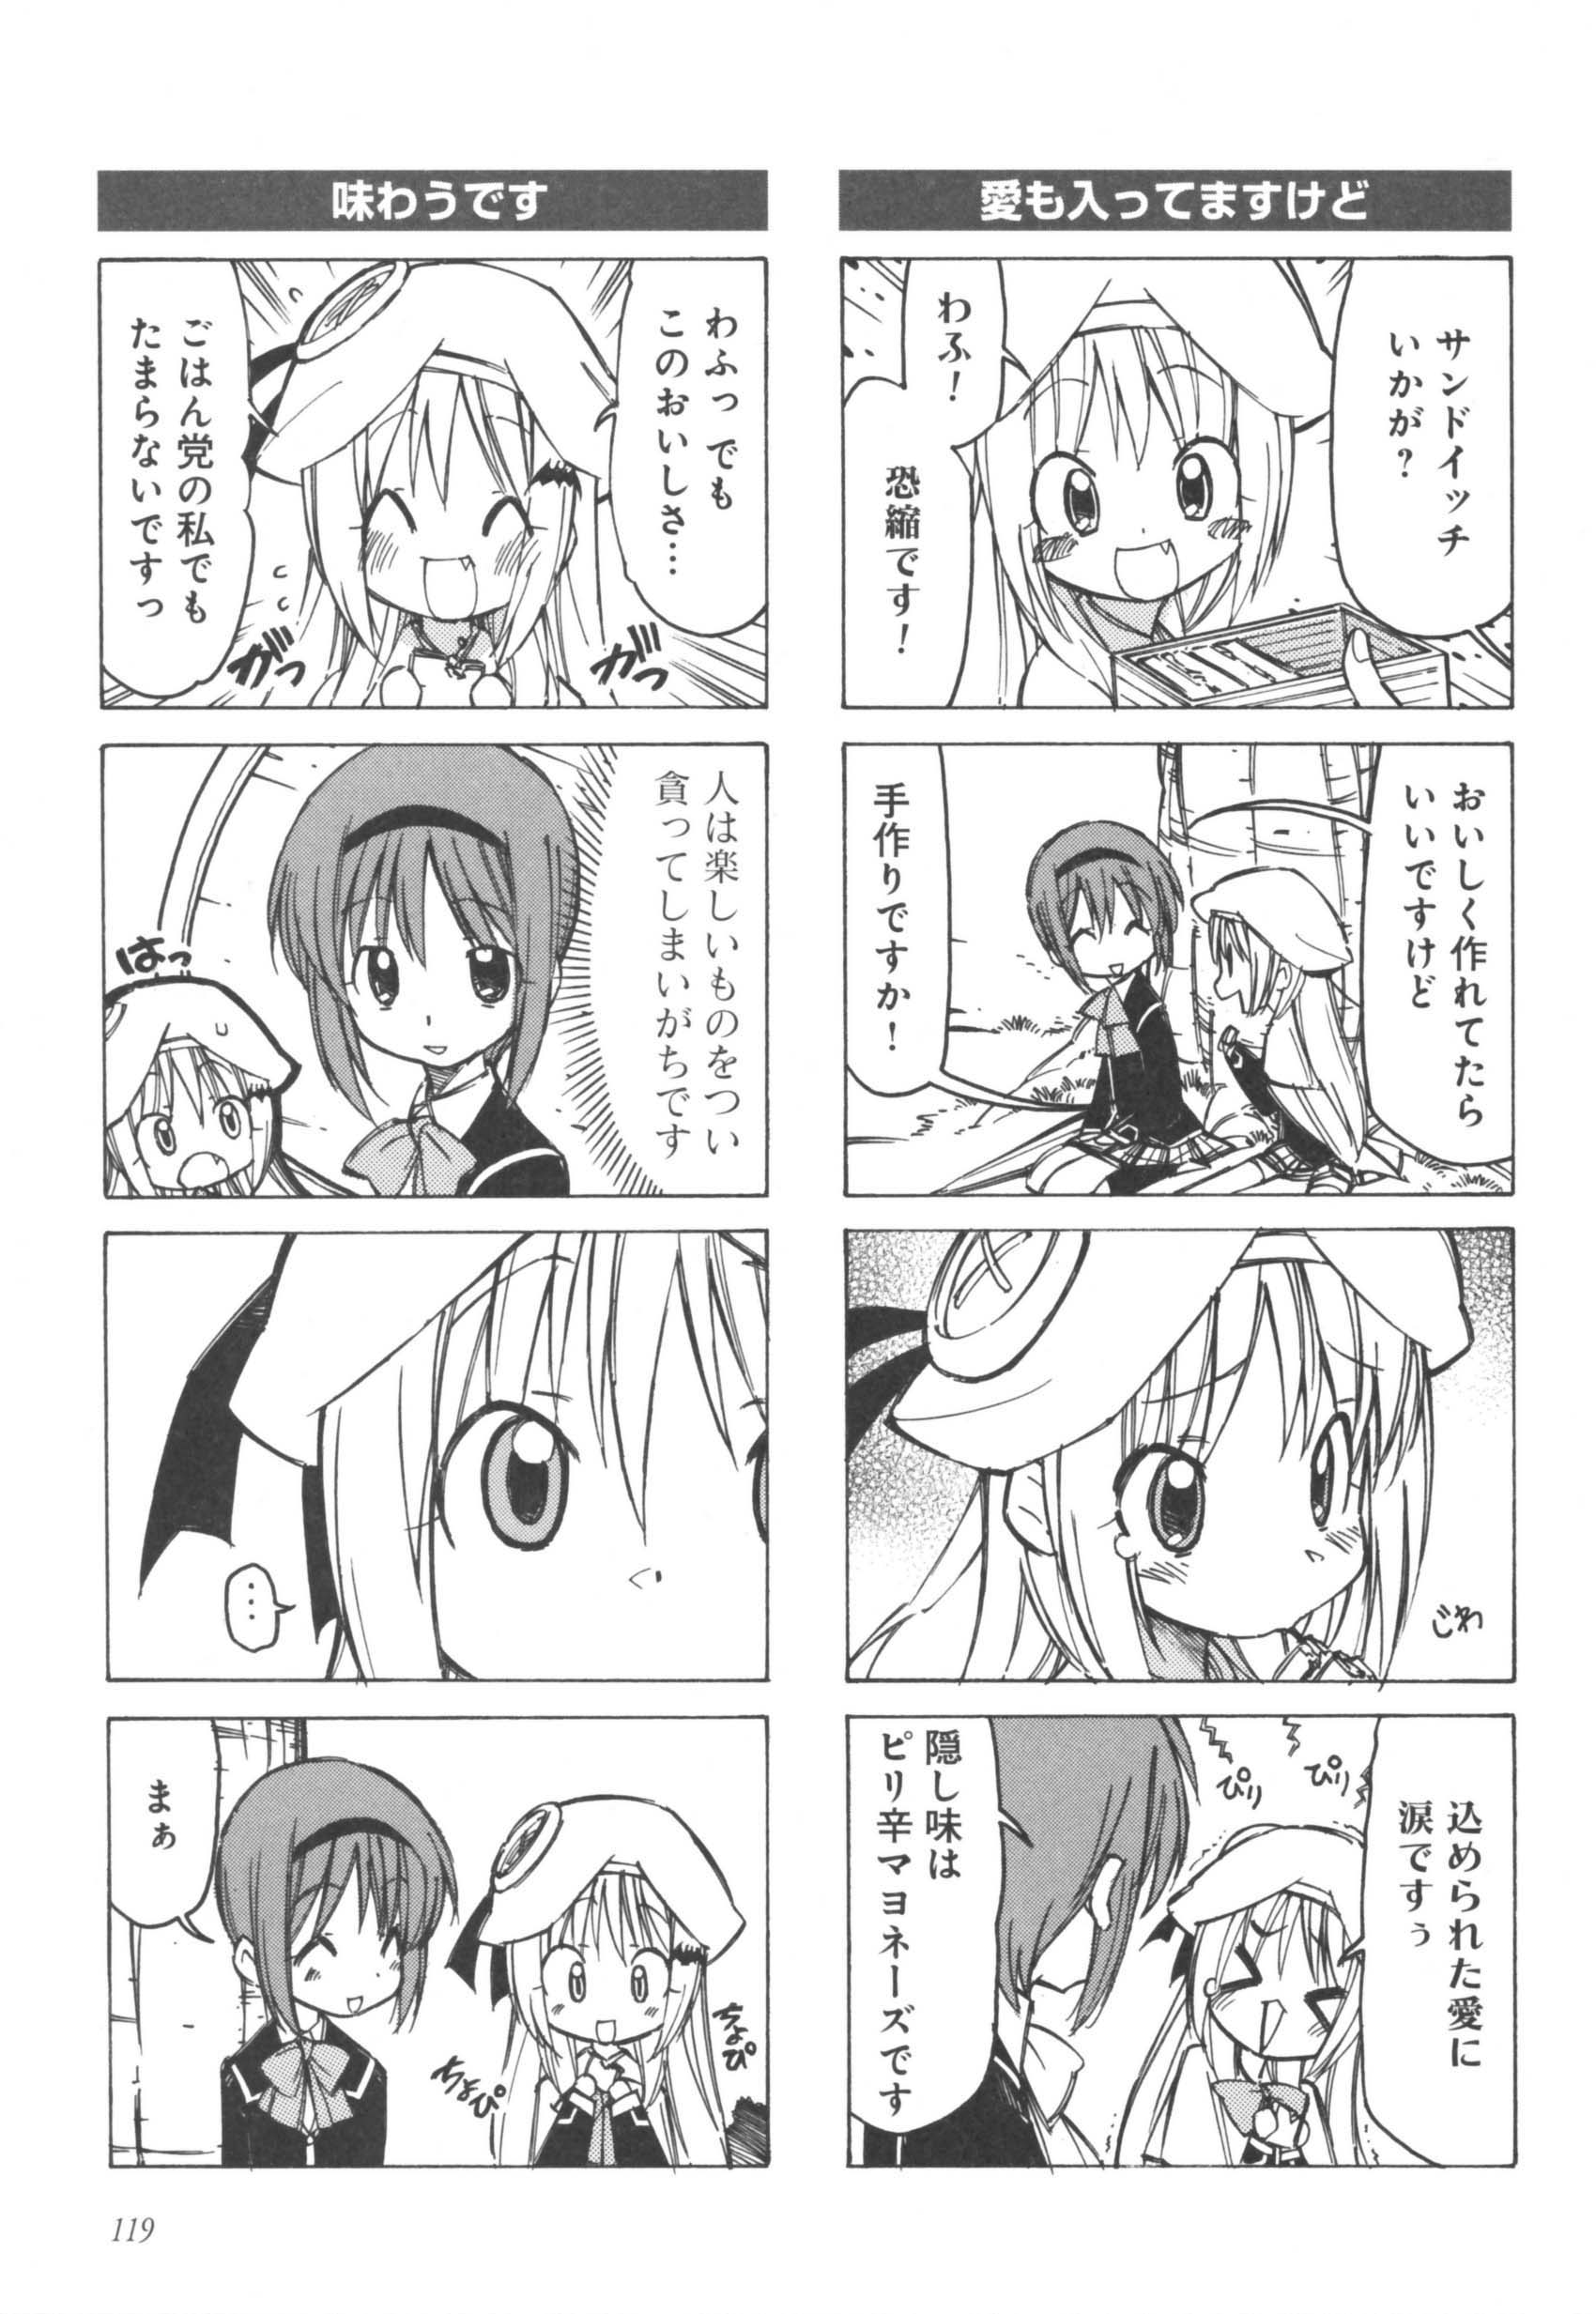 愛も入ってますけど
サンドイッチ
いかが？
わふ！
恐縮です！
おいしく作れてたら
いいですけど
手作りですか！
じわ
込められた愛に
涙ですぅ
ぴり
ぴり
隠し味は
ピリ辛マヨネーズです
味わうです
わふっでも
このおいしさ…
ごはん党の私でも
たまらないですっ
がっ
がっ
人は楽しいものをつい
貪ってしまいがちです
はっ
…
ちょぴ
ちょぴ
まぁ
119